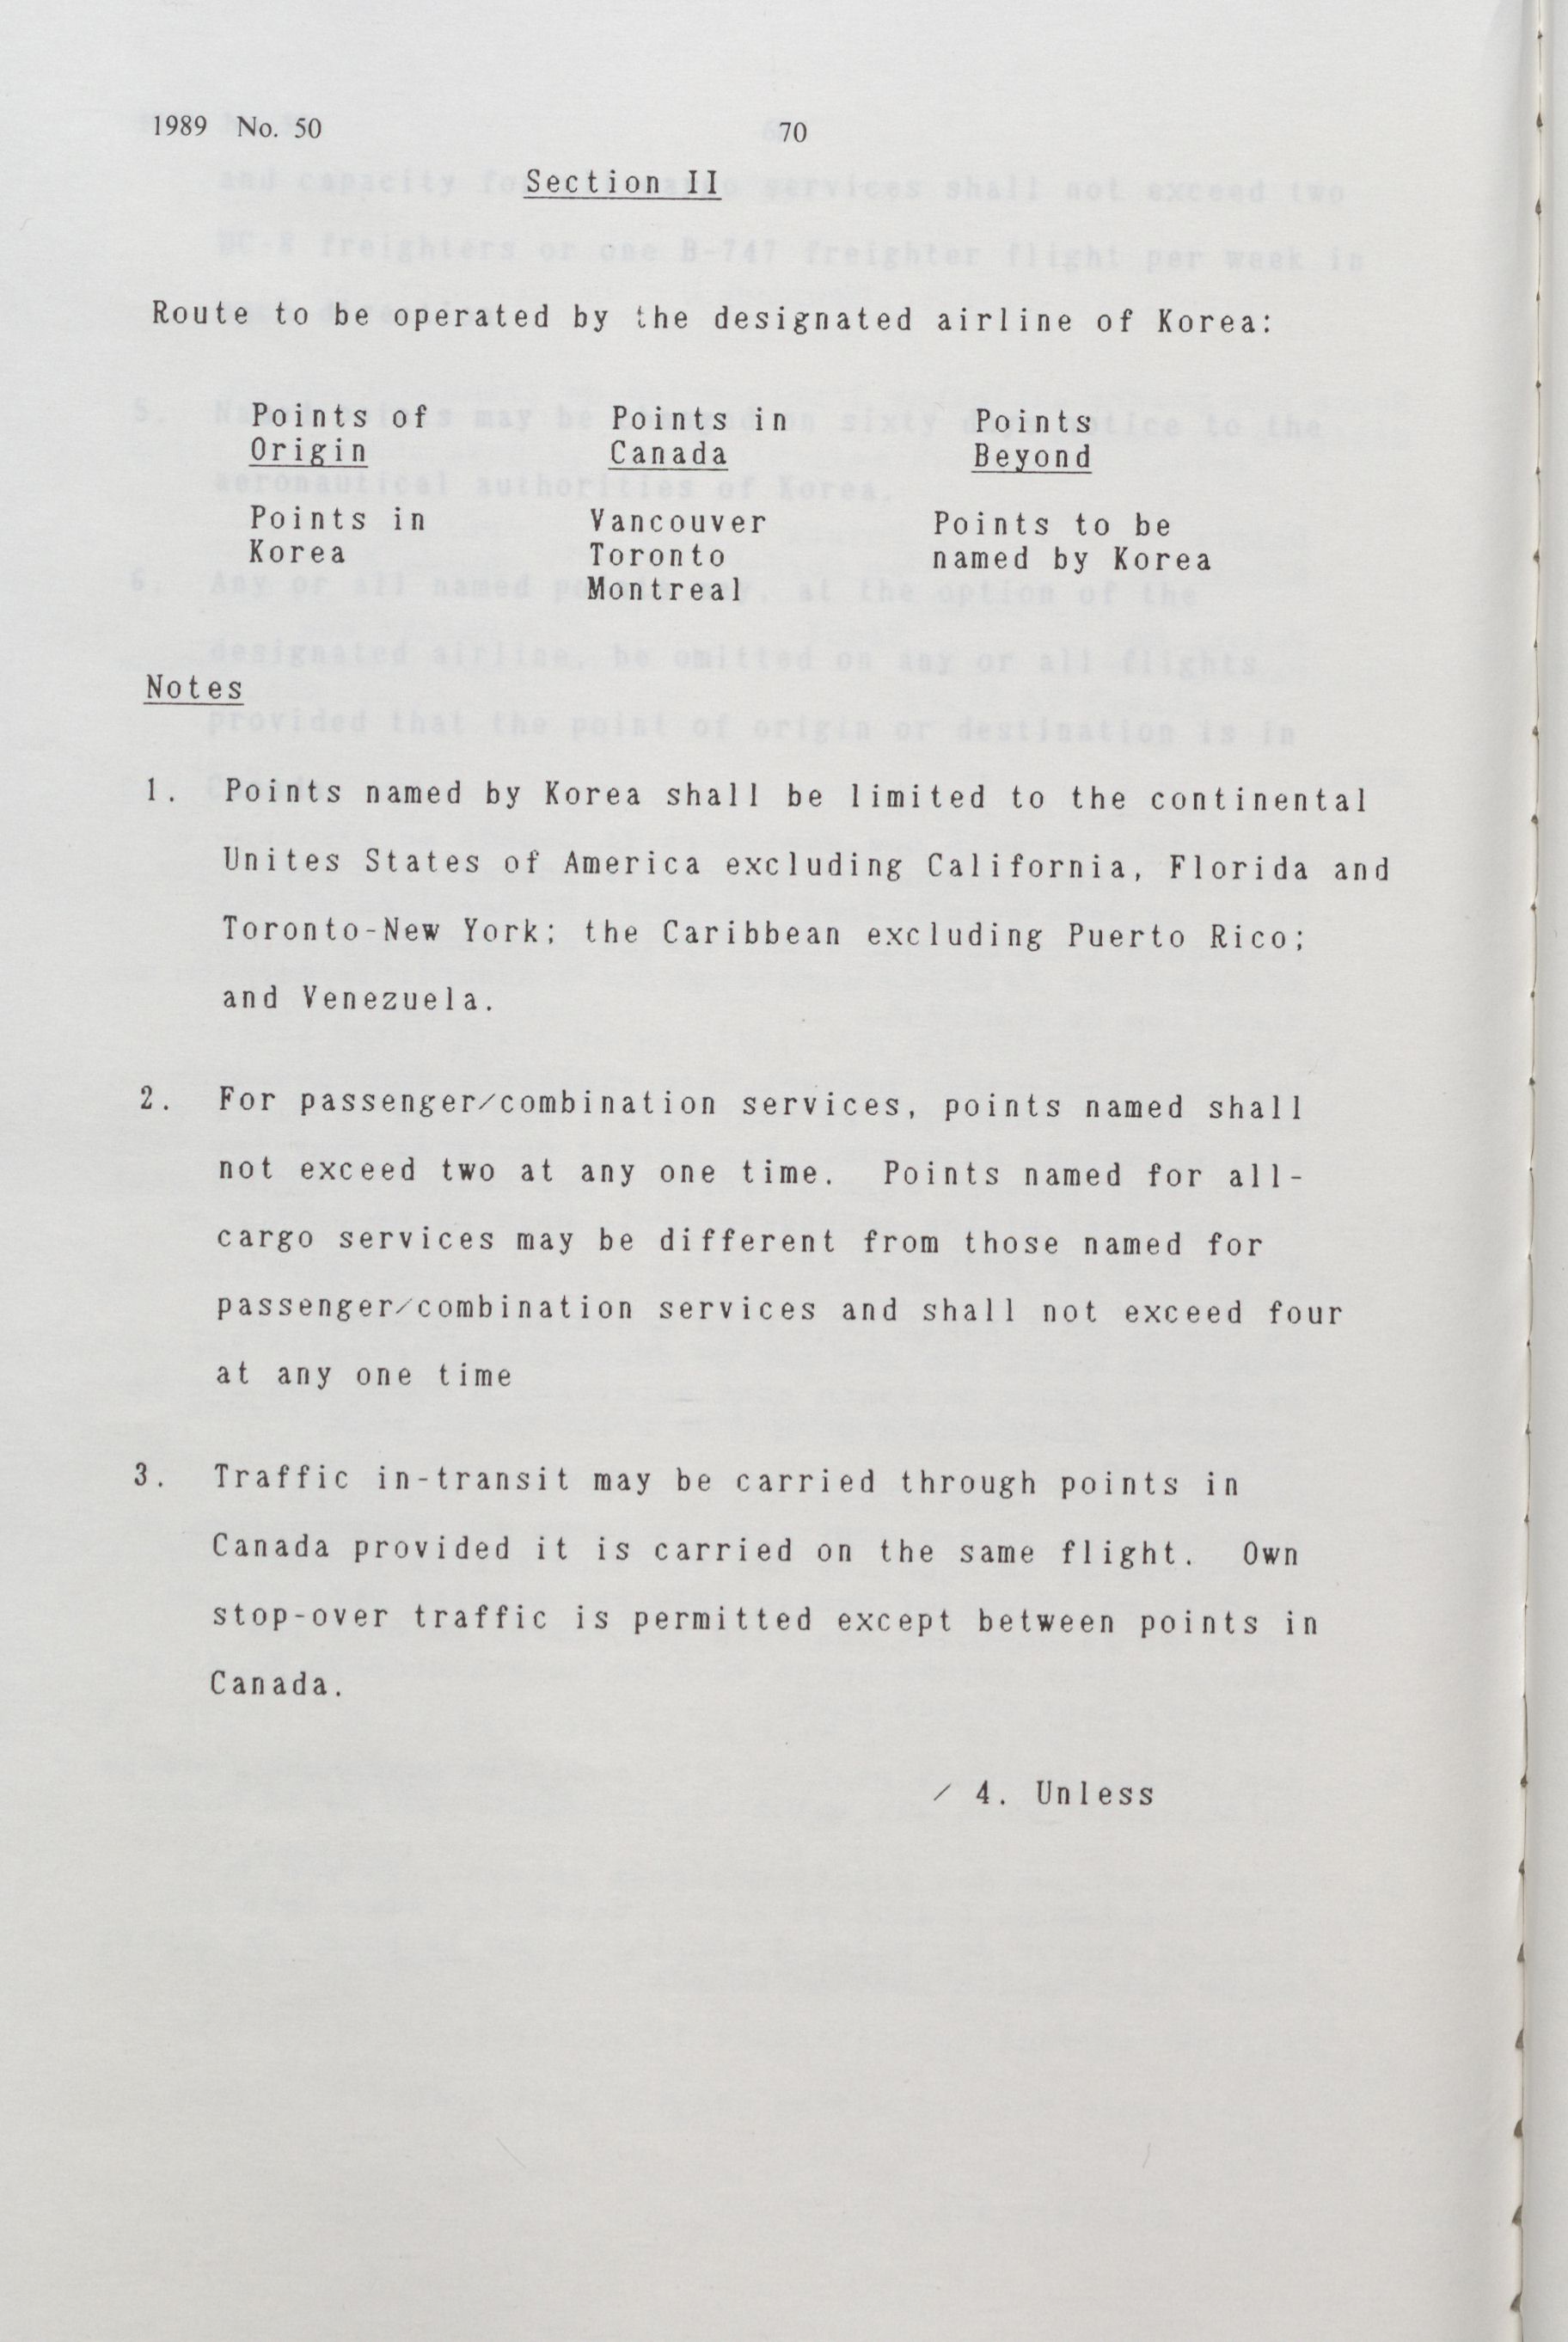 1989 No. 50
70
Section II
Route to be operated by the designated airline of Korea:
Points of Points in Points
Origin Canada Beyond
Points in Vancouver Points to be
Korea Toronto named by Korea
Montreal
Notes
1. Points named by Korea shall be limited to the continental
Unites States of America excluding California, Florida and
Toronto-New York; the Caribbean excluding Puerto Rico;
and Venezuela.
2. For passenger/combination services, points named shall
not exceed two at any one time. Points named for all-
cargo services may be different from those named for
passenger/combination services and shall not exceed four
at any one time
3. Traffic in-transit may be carried through points in
Canada provided it is carried on the same flight. Own
stop-over traffic is permitted except between points in
Canada.
/ 4. Unless